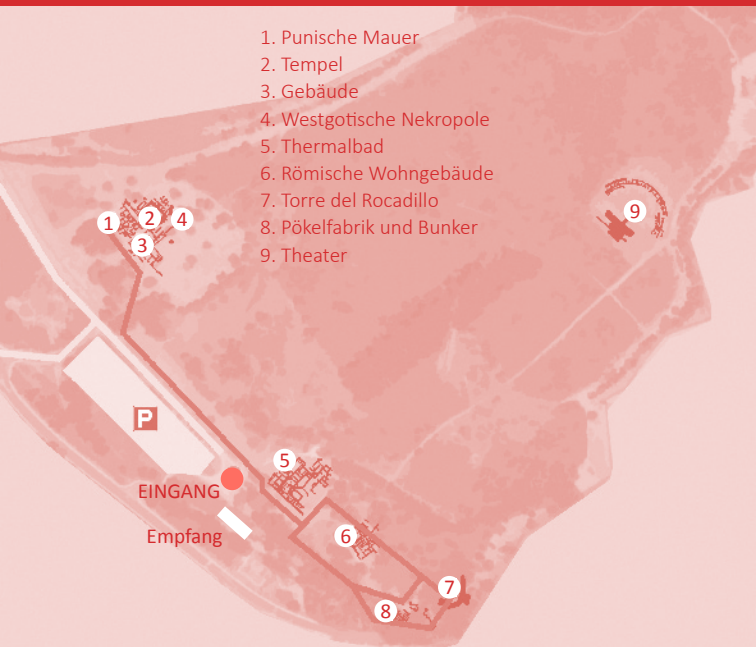 1. Punische Mauer
2. Tempel
3. Gebäude
4. Westgotische Nekropole
5. Thermalbad
6. Römische Wohngebäude
7. Torre del Rocadillo
8. Pökelfabrik und Bunker
9. Theater
9
1
2
4
3
P
5
EINGANG
Empfang
6
7
8